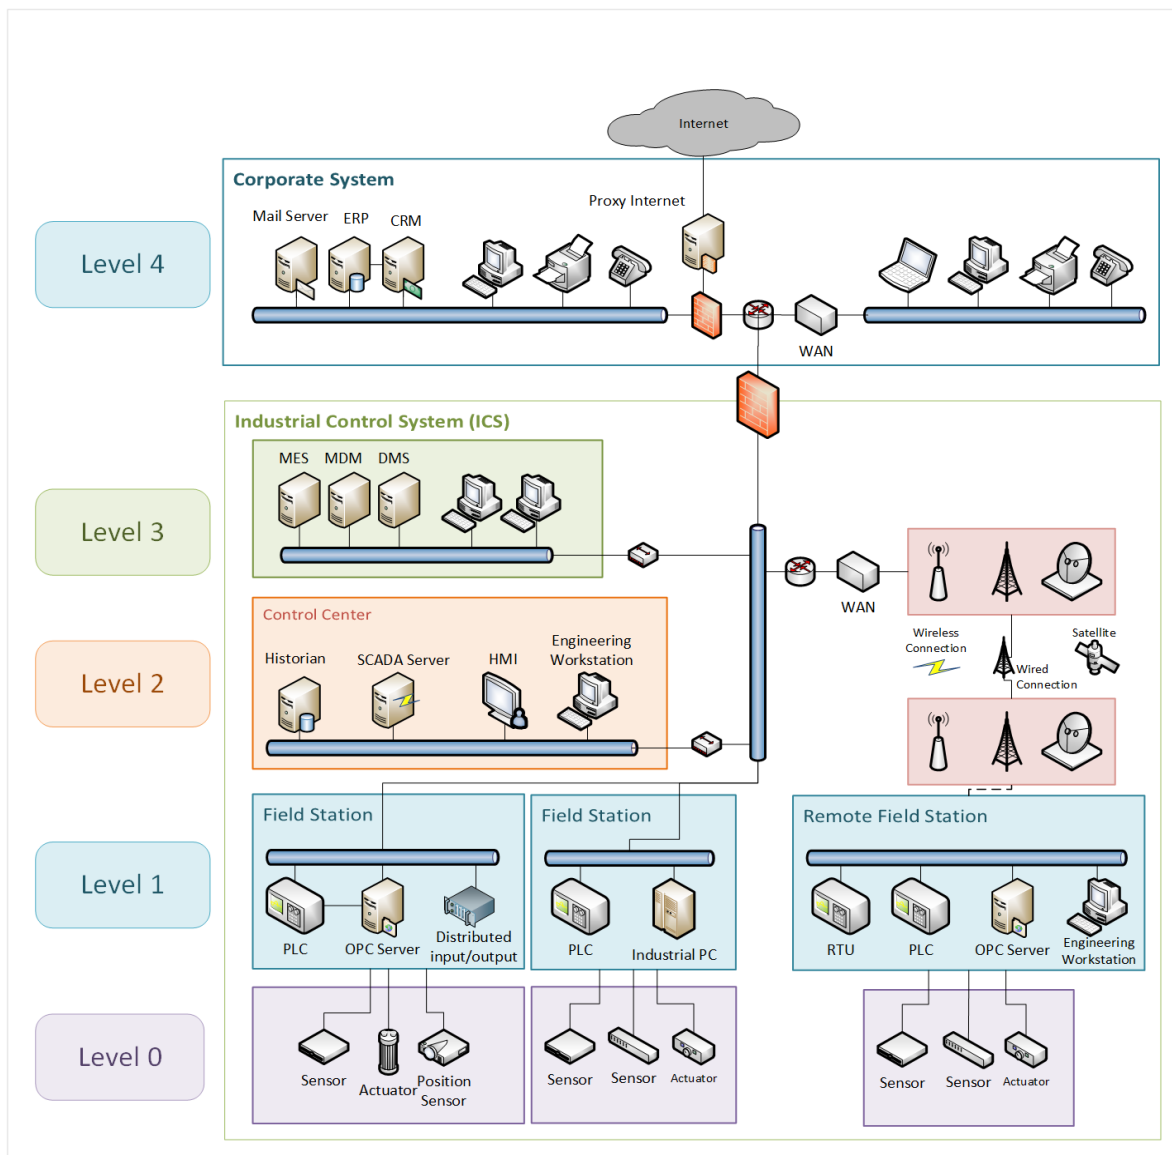 Internet
Corporate System
Proxy Internet
Mail Server
ERP
CRM
Level 4
WAN
Industrial Control System (ICS)
MES
MDM
DMS
Level 3
WAN
Control Center
Wireless
Connection
Satellite
Wired
Connection
Historian
SCADA Server
HMI
Engineering
Workstation
Level 2
Field Station
Field Station
Remote Field Station
Level 1
PLC
OPC Server
Distributed
input/output
PLC
Industrial PC
RTU
PLC
OPC Server
Engineering
Workstation
Level 0
Sensor
Actuator
Position
Sensor
Sensor
Sensor
Actuator
Sensor
Sensor
Actuator